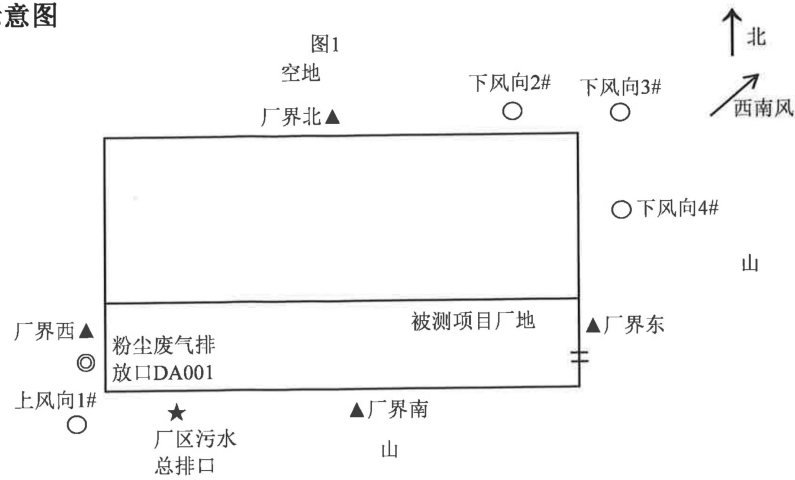 意图
图1
空地
北
下风向2#
下风向3#
西南风
厂界北▲
○下风向4#
山
被测项目厂地
▲厂界东
厂界西▲
粉尘废气排
放口DA001
上风向1#
▲厂界南
★
厂区污水
总排口
山